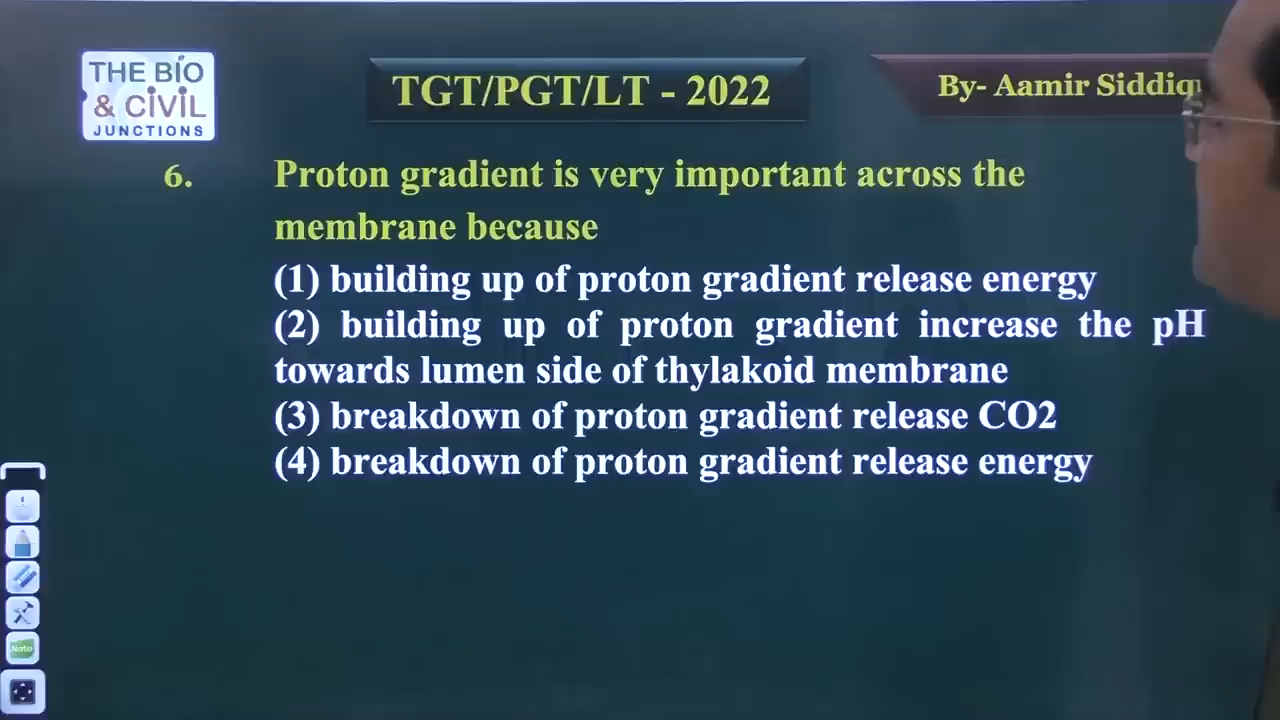 THE BIO
& CIVIL
JUNCTIONS
TGT/PGT/LT - 2022
By- Aamir
6. Proton gradient is very important across the
membrane because
(1) building up of proton gradient release energy
(2) building up of proton gradient increase the pH
towards lumen side of thylakoid membrane
(3) breakdown of proton gradient release CO2
(4) breakdown of proton gradient release energy
Note